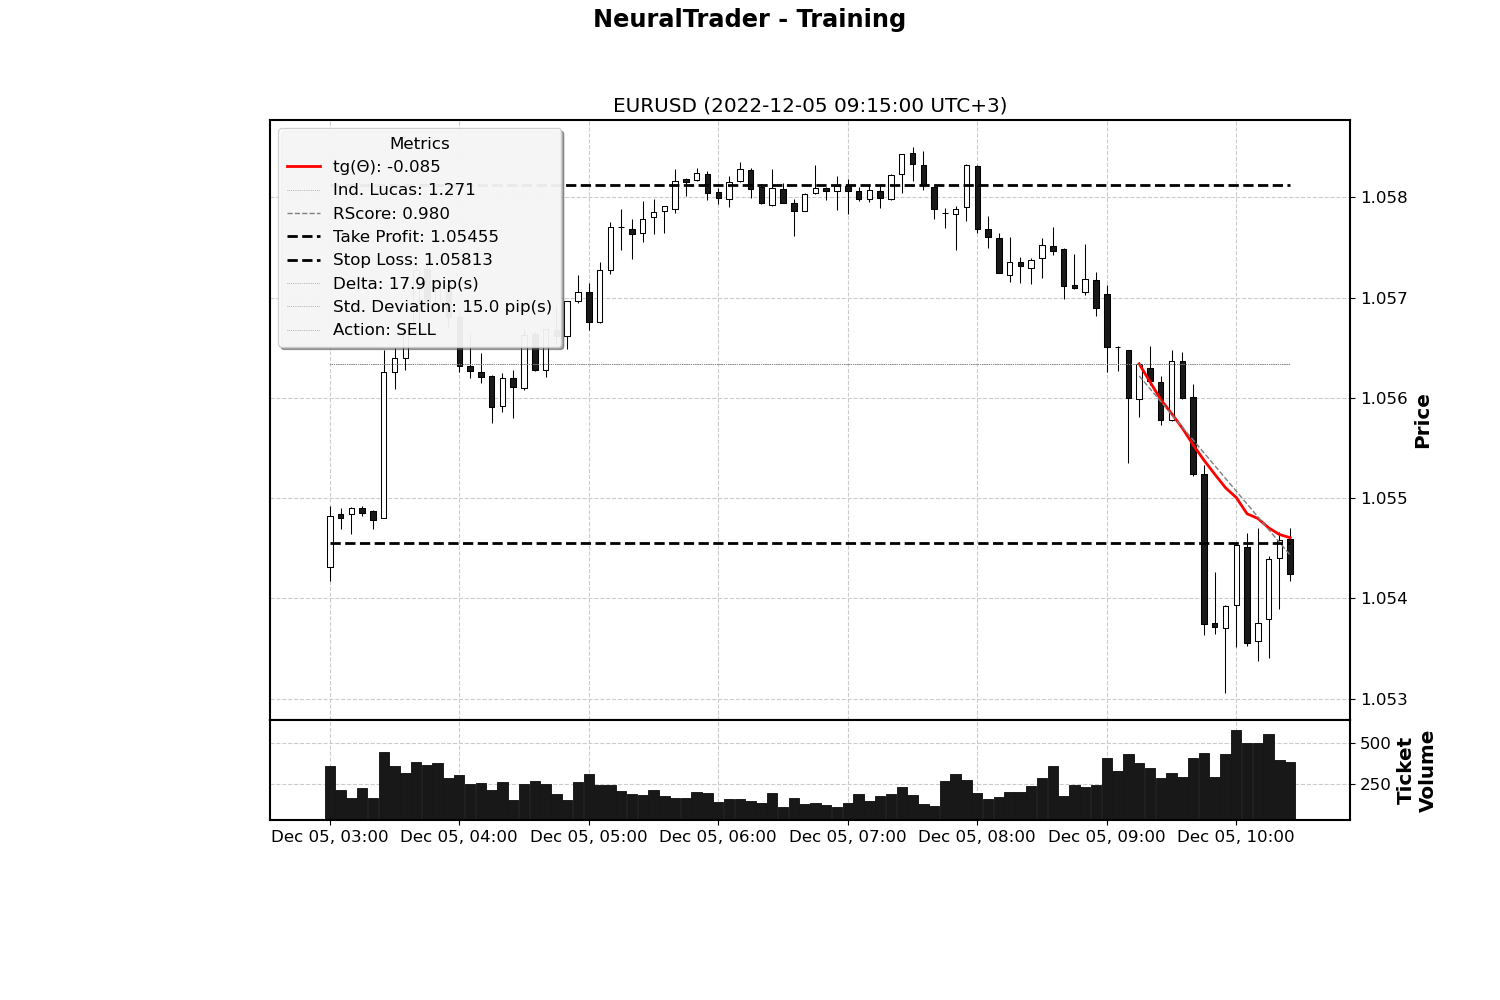 NeuralTrader - Training
EURUSD (2022-12-05 09:15:00 UTC+3)
Metrics
tg(Θ): -0.085
Ind. Lucas: 1.271
RScore: 0.980
Take Profit: 1.05455
Stop Loss: 1.05813
Delta: 17.9 pip(s)
Std. Deviation: 15.0 pip(s)
Action: SELL
1.058
1.057
1.056
1.055
1.054
1.053
Price
500
250
Ticket
Volume
Dec 05, 03:00 Dec 05, 04:00 Dec 05, 05:00 Dec 05, 06:00 Dec 05, 07:00 Dec 05, 08:00 Dec 05, 09:00 Dec 05, 10:00